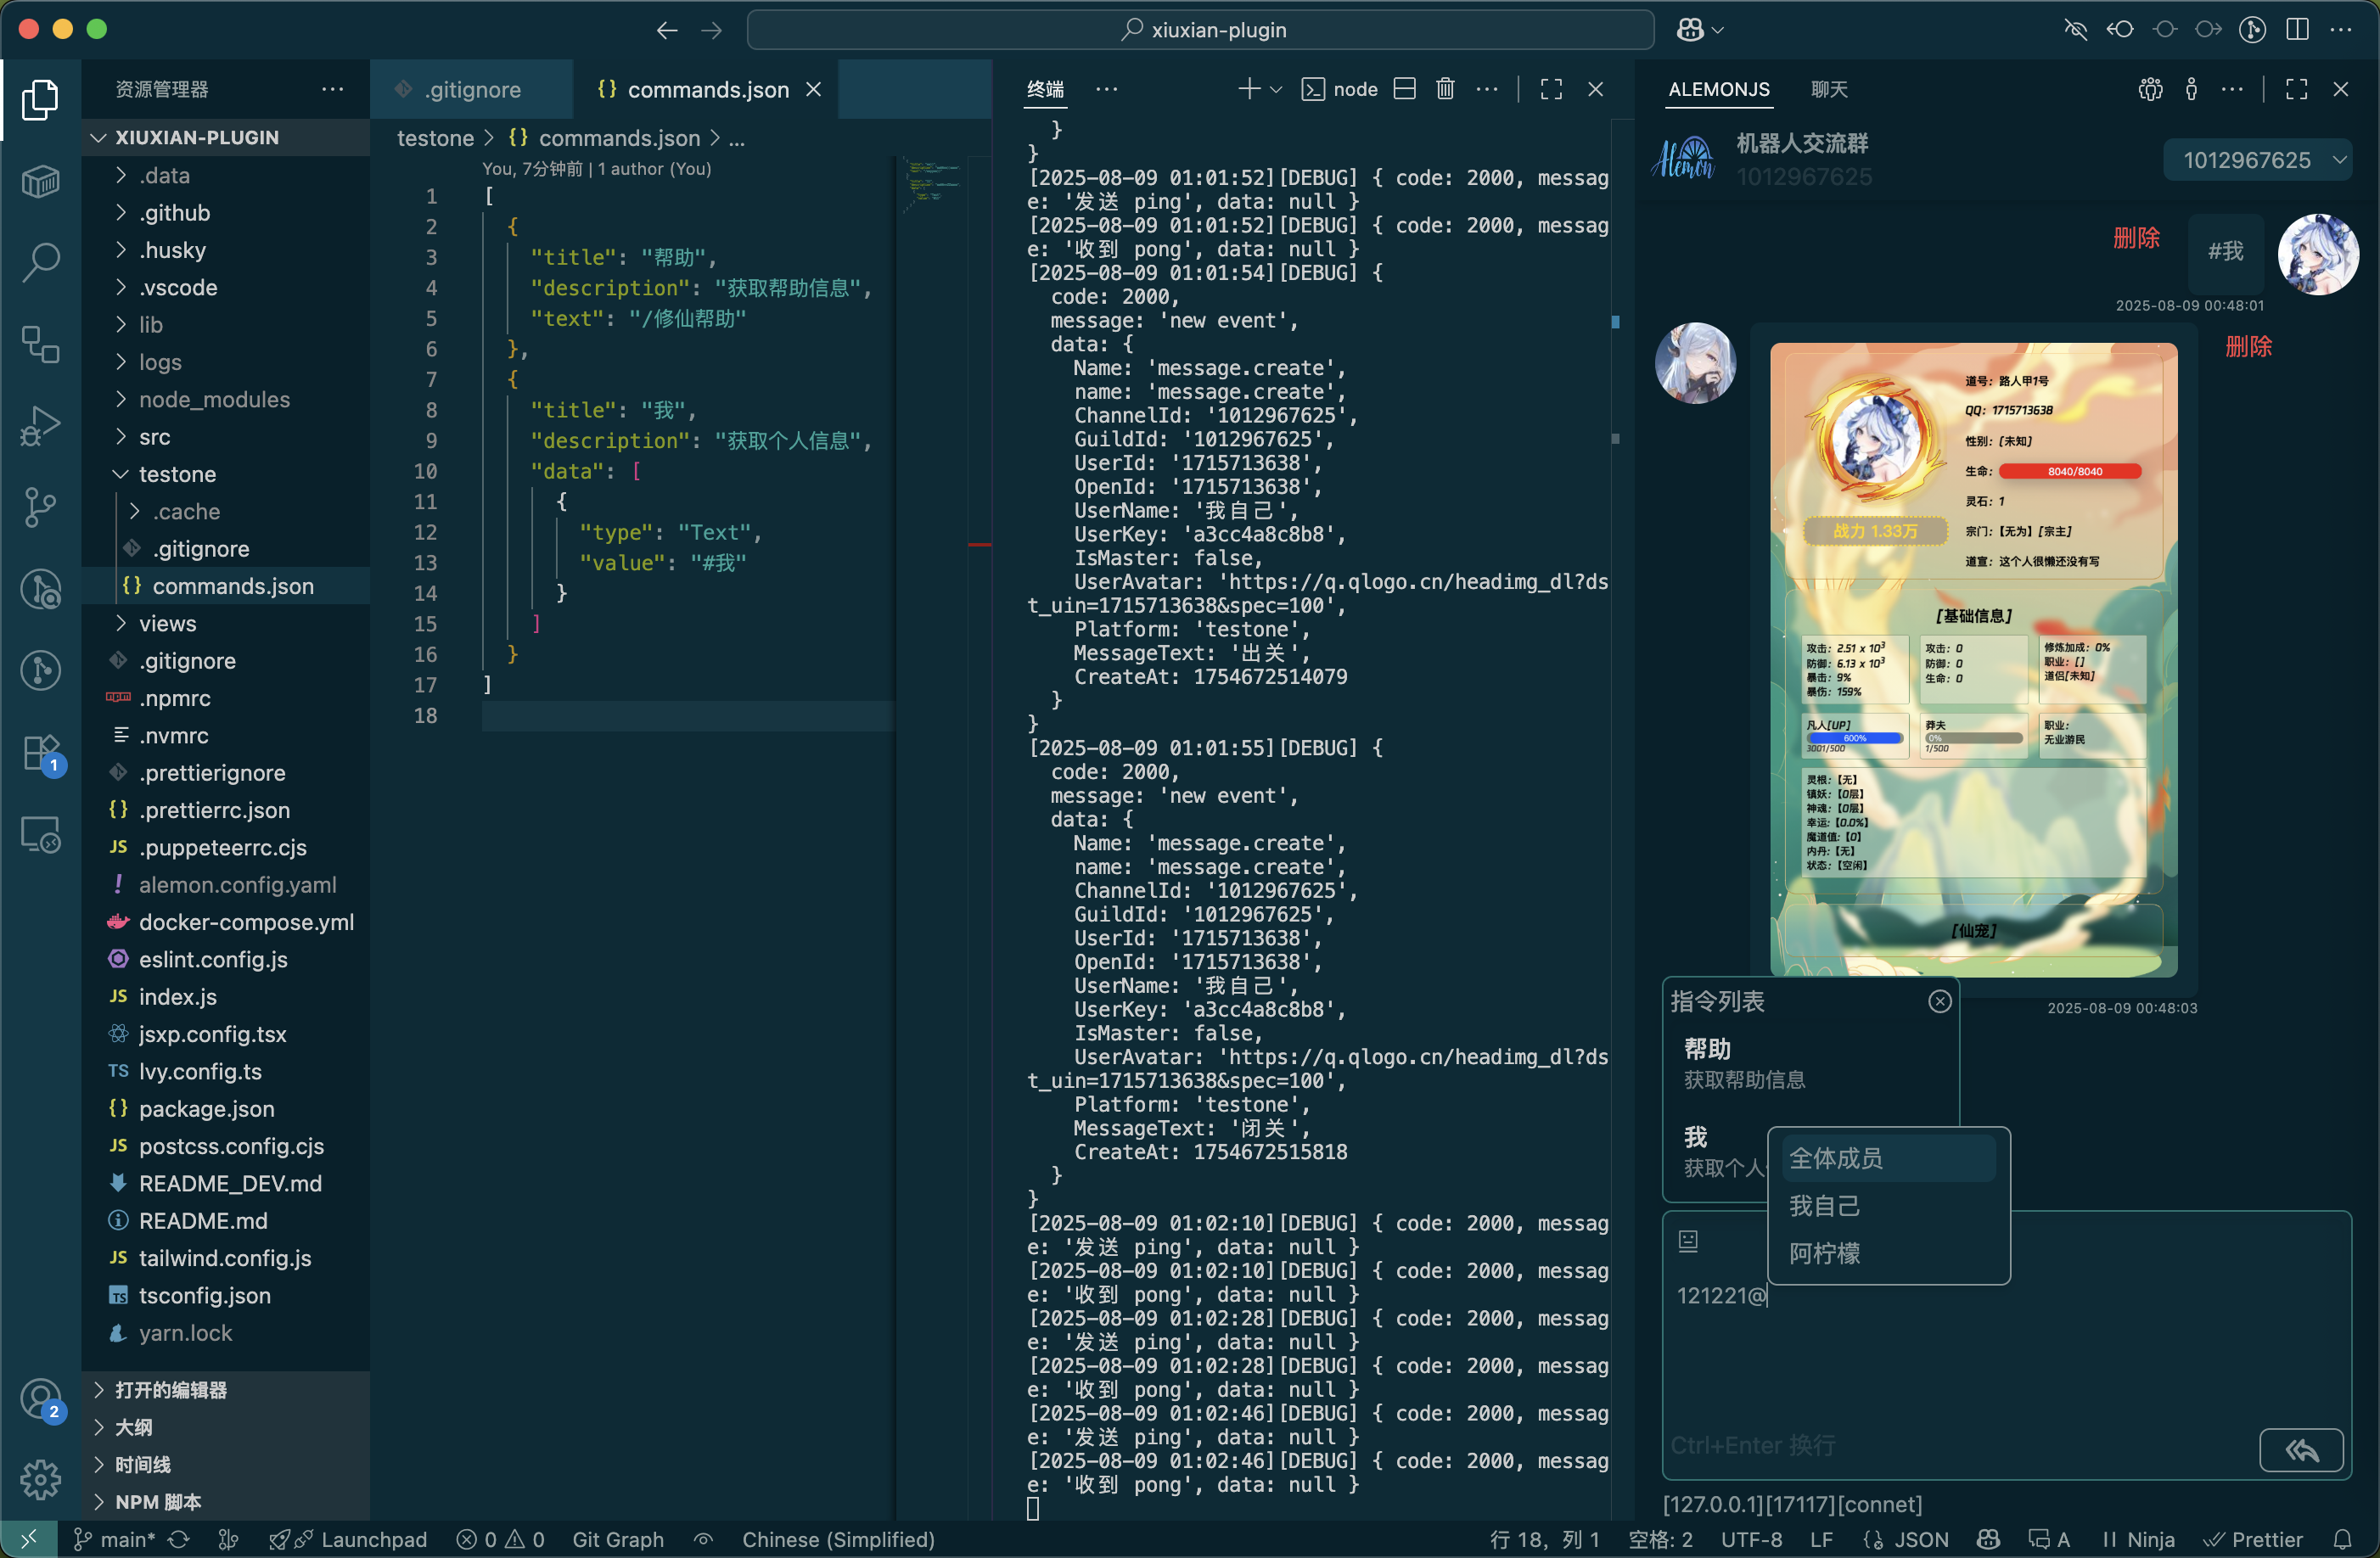 xiuxian-plugin
资源管理器
XIUXIAN-PLUGIN
.data
.github
.husky
.vscode
lib
logs
node_modules
src
testone
.cache
.gitignore
commands.json
views
.gitignore
.npmrc
.nvmrc
.prettierignore
.prettierrc.json
.puppeteerrc.cjs
alemon.config.yaml
docker-compose.yml
eslint.config.js
index.js
jsxp.config.tsx
lvy.config.ts
package.json
postcss.config.cjs
README_DEV.md
README.md
tailwind.config.js
tsconfig.json
yarn.lock
打开的编辑器
大纲
时间线
NPM 脚本
1
2
.gitignore
commands.json
testone > {} commands.json > ...
You, 7分钟前 | 1 author (You)
1 [
2 {
3 "title": "帮助",
4 "description": "获取帮助信息",
5 "text": "/修仙帮助"
6 },
7 {
8 "title": "我",
9 "description": "获取个人信息",
10 "data": [
11 {
12 "type": "Text",
13 "value": "#我"
14 }
15 ]
16 }
17 ]
18
终端
node
}
}
[2025-08-09 01:01:52][DEBUG] { code: 2000, messag
e: '发送 ping', data: null }
[2025-08-09 01:01:52][DEBUG] { code: 2000, messag
e: '收到 pong', data: null }
[2025-08-09 01:01:54][DEBUG] {
code: 2000,
message: 'new event',
data: {
Name: 'message.create',
name: 'message.create',
ChannelId: '1012967625',
GuildId: '1012967625',
UserId: '1715713638',
OpenId: '1715713638',
UserName: '我自己',
UserKey: 'a3cc4a8c8b8',
IsMaster: false,
UserAvatar: 'https://q.qlogo.cn/headimg_dl?ds
t_uin=1715713638&spec=100',
Platform: 'testone',
MessageText: '出关',
CreateAt: 1754672514079
}
}
[2025-08-09 01:01:55][DEBUG] {
code: 2000,
message: 'new event',
data: {
Name: 'message.create',
name: 'message.create',
ChannelId: '1012967625',
GuildId: '1012967625',
UserId: '1715713638',
OpenId: '1715713638',
UserName: '我自己',
UserKey: 'a3cc4a8c8b8',
IsMaster: false,
UserAvatar: 'https://q.qlogo.cn/headimg_dl?ds
t_uin=1715713638&spec=100',
Platform: 'testone',
MessageText: '闭关',
CreateAt: 1754672515818
}
}
[2025-08-09 01:02:10][DEBUG] { code: 2000, messag
e: '发送 ping', data: null }
[2025-08-09 01:02:10][DEBUG] { code: 2000, messag
e: '收到 pong', data: null }
[2025-08-09 01:02:28][DEBUG] { code: 2000, messag
e: '发送 ping', data: null }
[2025-08-09 01:02:28][DEBUG] { code: 2000, messag
e: '收到 pong', data: null }
[2025-08-09 01:02:46][DEBUG] { code: 2000, messag
e: '发送 ping', data: null }
[2025-08-09 01:02:46][DEBUG] { code: 2000, messag
e: '收到 pong', data: null }
ALEMONJS
聊天
Alemon
机器人交流群
1012967625
1012967625
删除
#我
2025-08-09 00:48:01
删除
道号: 路人甲1号
QQ: 1715713638
性别: [未知]
生命: 8040/8040
灵石: 1
战力 1.33万
宗门:【无为】[宗主]
道宣: 这个人很懒还没有写
[基础信息]
攻击: 2.51 x 10³
防御: 6.13 x 10³
暴击: 9%
暴伤: 159%
攻击: 0
防御: 0
生命: 0
修炼加成: 0%
职业: []
道侣[未知]
凡人[UP]
600%
3001/500
莽夫
0%
1/500
职业:
无业游民
灵根:【无】
镇妖:【0层】
神魂:【0层】
幸运:【0.0%】
魔道值:【0】
内丹:【无】
状态:【空闲】
[仙宠]
2025-08-09 00:48:03
指令列表
帮助
获取帮助信息
我
获取个人
全体成员
我自己
阿柠檬
121221@
Ctrl+Enter 换行
[127.0.0.1][17117][connet]
main*
Launchpad
0
0
Git Graph
Chinese (Simplified)
行 18, 列 1
空格: 2
UTF-8
LF
JSON
A
Ninja
Prettier